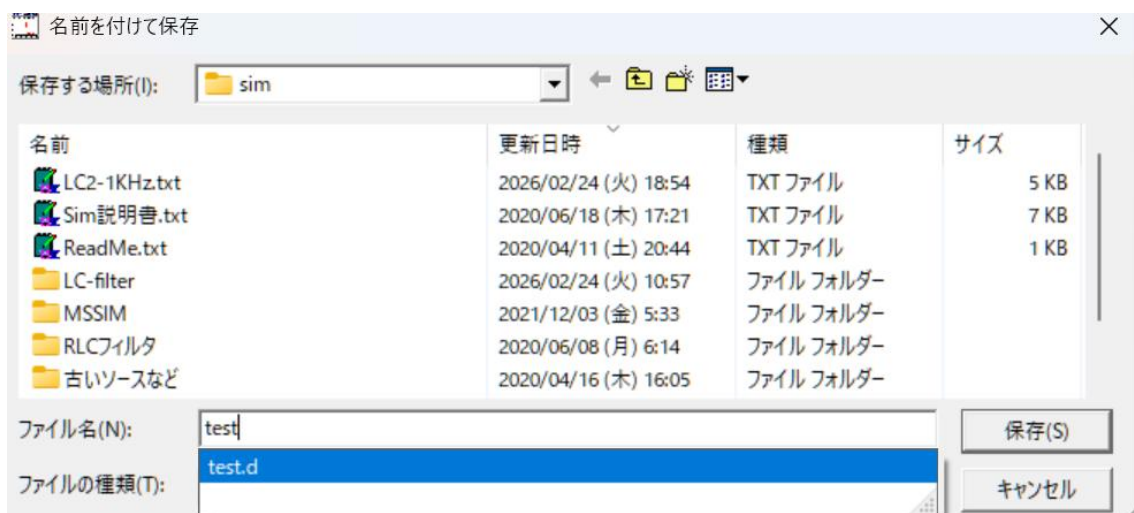 名前を付けて保存
保存する場所(I): sim
名前 更新日時 種類 サイズ
LC2-1KHz.txt 2026/02/24 (火) 18:54 TXT ファイル 5 KB
Sim説明書.txt 2020/06/18 (木) 17:21 TXT ファイル 7 KB
ReadMe.txt 2020/04/11 (土) 20:44 TXT ファイル 1 KB
LC-filter 2026/02/24 (火) 10:57 ファイル フォルダー
MSSIM 2021/12/03 (金) 5:33 ファイル フォルダー
RLCフィルタ 2020/06/08 (月) 6:14 ファイル フォルダー
古いソースなど 2020/04/16 (木) 16:05 ファイル フォルダー
ファイル名(N): test 保存(S)
test.d
ファイルの種類(T): キャンセル